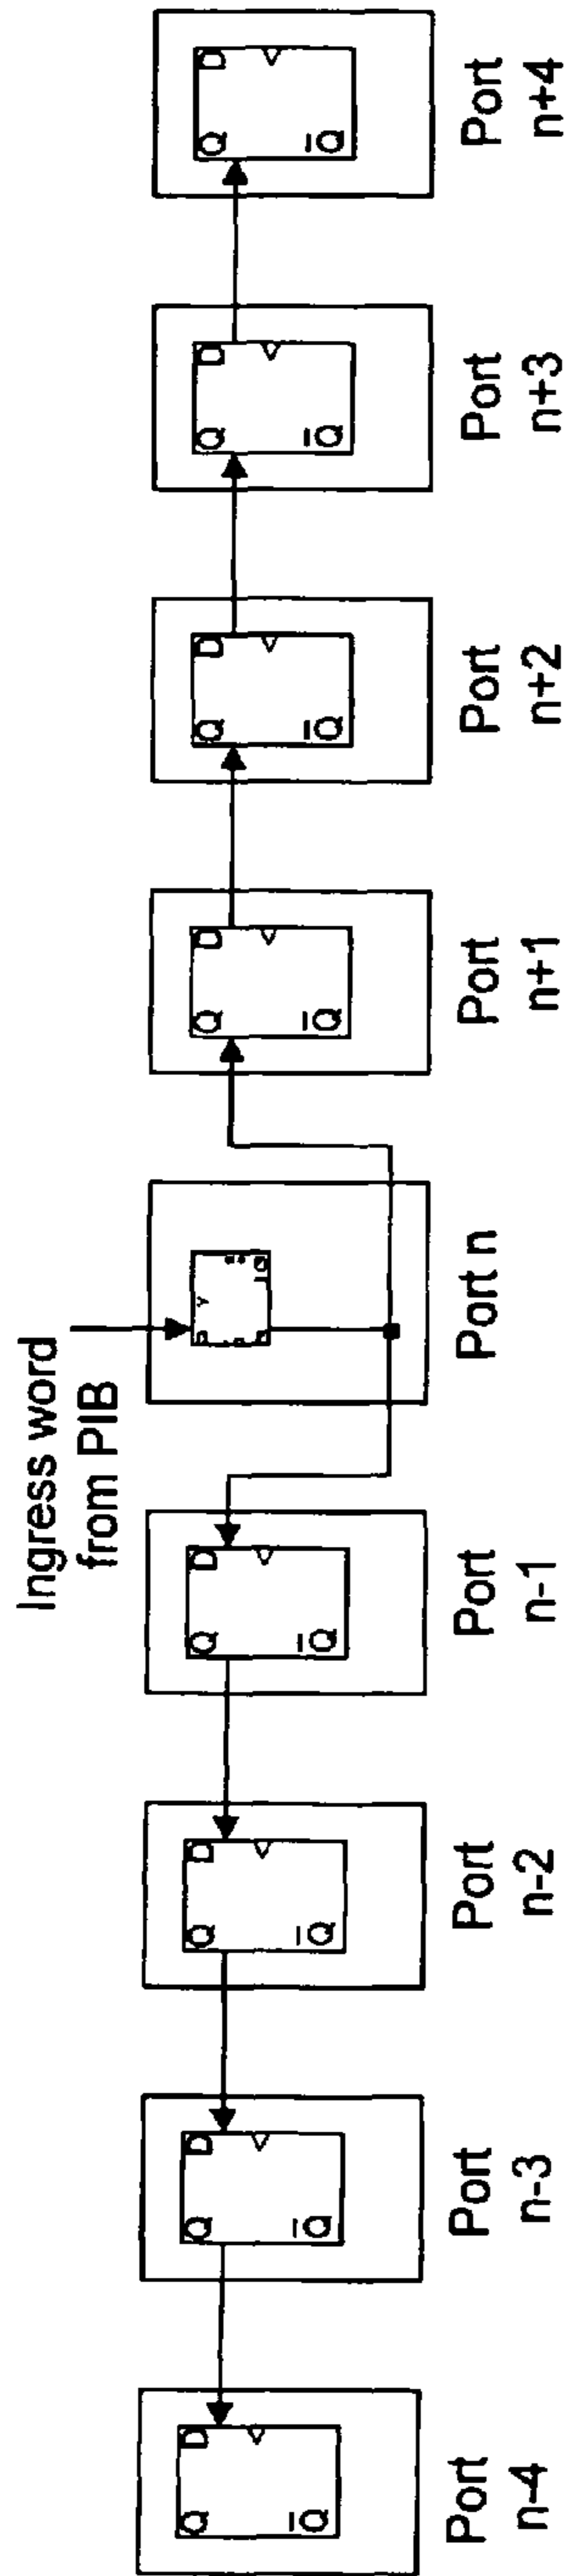 Ingress word
from PIB
Q D
Q̅
Port
n-4
Q D
Q̅
Port
n-3
Q D
Q̅
Port
n-2
Q D
Q̅
Port
n-1
Port n
Q D
Q̅
Port
n+1
Q D
Q̅
Port
n+2
Q D
Q̅
Port
n+3
Q D
Q̅
Port
n+4